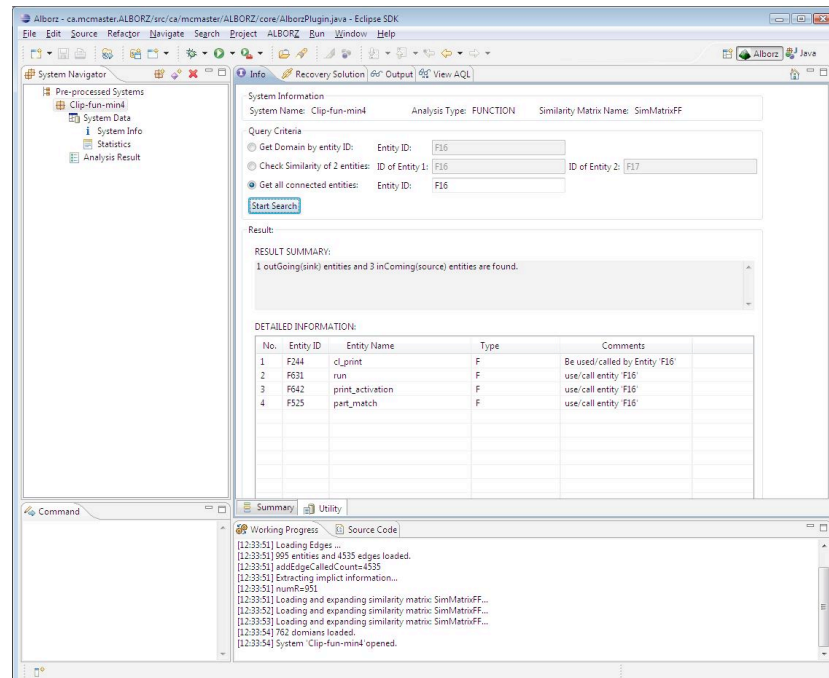 Alborz - ca.mcmaster.ALBORZ/src/ca/mcmaster/ALBORZ/core/AlborzPlugin.java - Eclipse SDK
File Edit Source Refactor Navigate Search Project ALBORZ Run Window Help
Alborz Java
System Navigator
Pre-processed Systems
Clip-fun-min4
System Data
System Info
Statistics
Analysis Result
Info Recovery Solution Output View AQL
System Information
System Name: Clip-fun-min4 Analysis Type: FUNCTION Similarity Matrix Name: SimMatrixFF
Query Criteria
Get Domain by entity ID: Entity ID: F16
Check Similarity of 2 entities: ID of Entity 1: F16 ID of Entity 2: F17
Get all connected entities: Entity ID: F16
Start Search
Result:
RESULT SUMMARY:
1 outGoing(sink) entities and 3 inComing(source) entities are found.
DETAILED INFORMATION:
No. Entity ID Entity Name Type Comments
1 F244 cl_print F Be used/called by Entity 'F16'
2 F631 run F use/call entity 'F16'
3 F642 print_activation F use/call entity 'F16'
4 F525 part_match F use/call entity 'F16'
Summary Utility
Command
Working Progress Source Code
[12:33:51] Loading Edges ...
[12:33:51] 995 entities and 4535 edges loaded.
[12:33:51] addEdgeCalledCount=4535
[12:33:51] Extracting implict information...
[12:33:51] numR=951
[12:33:51] Loading and expanding similarity matrix: SimMatrixFF...
[12:33:52] Loading and expanding similarity matrix: SimMatrixFF...
[12:33:53] Loading and expanding similarity matrix: SimMatrixFF...
[12:33:54] 762 domians loaded.
[12:33:54] System 'Clip-fun-min4'opened.